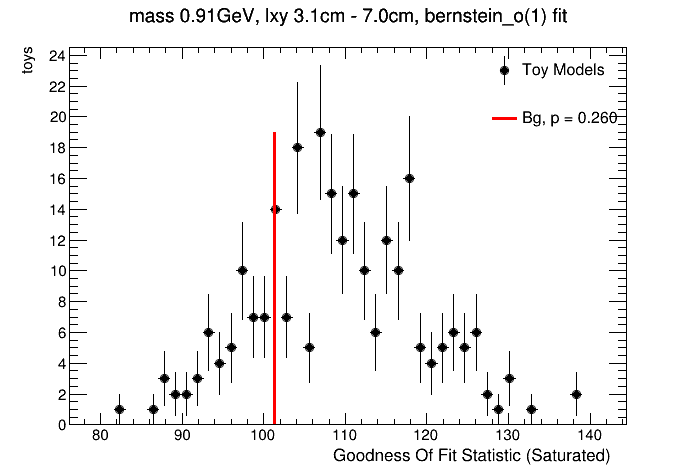 mass 0.91GeV, lxy 3.1cm - 7.0cm, bernstein_o(1) fit
toys
24
22
20
18
16
14
12
10
8
6
4
2
0
Toy Models
Bg, p = 0.260
80 90 100 110 120 130 140
Goodness Of Fit Statistic (Saturated)